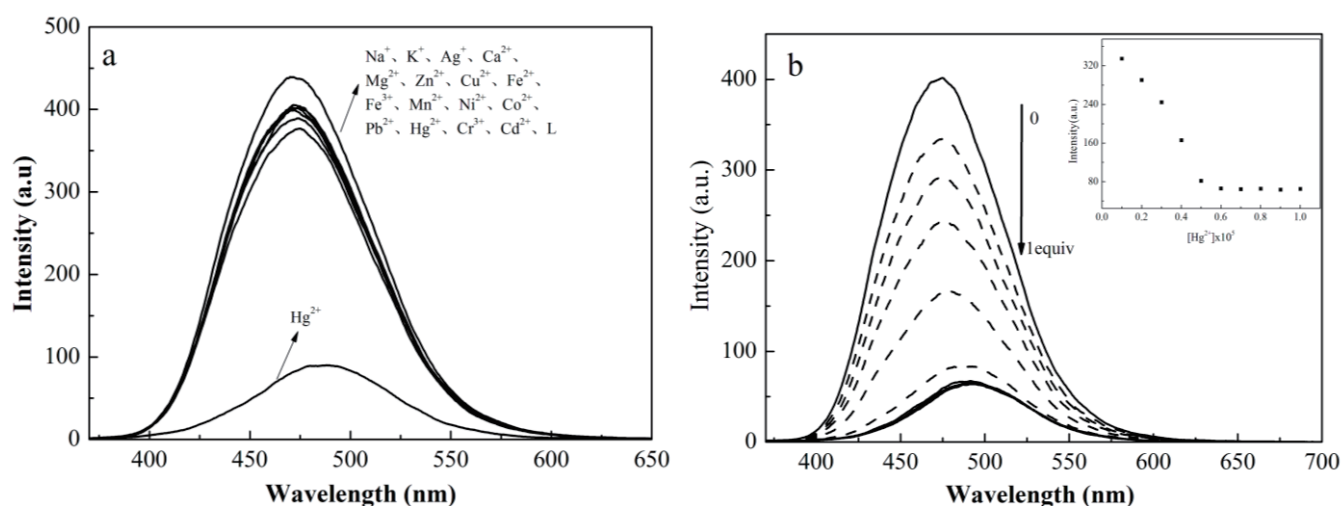 a
Intensity (a.u)
500
400
300
200
100
0
Na⁺、K⁺、Ag⁺、Ca²⁺、
Mg²⁺、Zn²⁺、Cu²⁺、Fe²⁺、
Fe³⁺、Mn²⁺、Ni²⁺、Co²⁺、
Pb²⁺、Hg²⁺、Cr³⁺、Cd²⁺、L
Hg²⁺
400 450 500 550 600 650
Wavelength (nm)
b
Intensity (a.u.)
400
300
200
100
0
0
1equiv
Intensity(a.u.)
320
240
160
80
0.0 0.2 0.4 0.6 0.8 1.0
[Hg²⁺]x10⁵
400 450 500 550 600 650 700
Wavelength (nm)